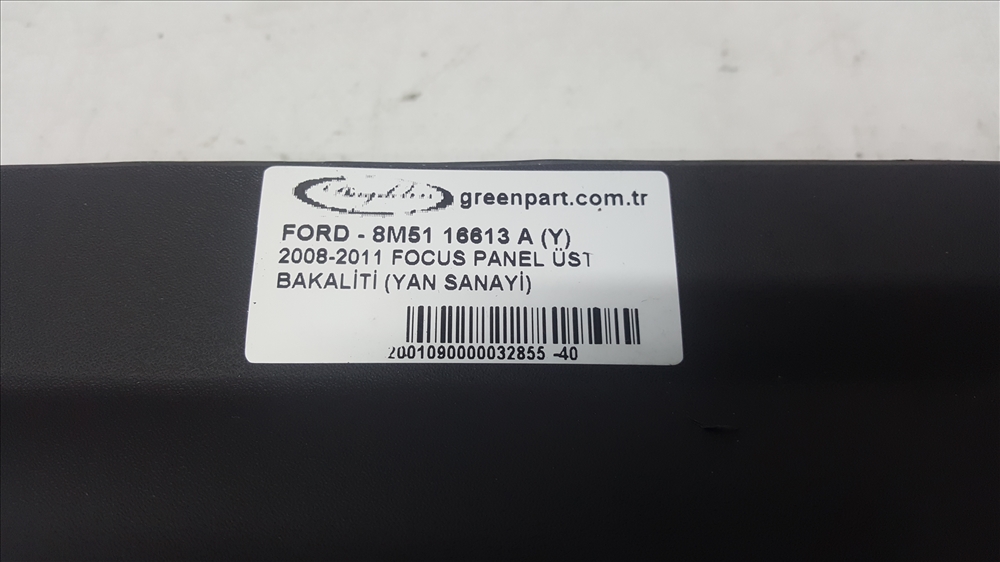 greenpart.com.tr
FORD - 8M51 16613 A (Y)
2008-2011 FOCUS PANEL ÜST
BAKALİTİ (YAN SANAYİ)
2001090000032855 -40